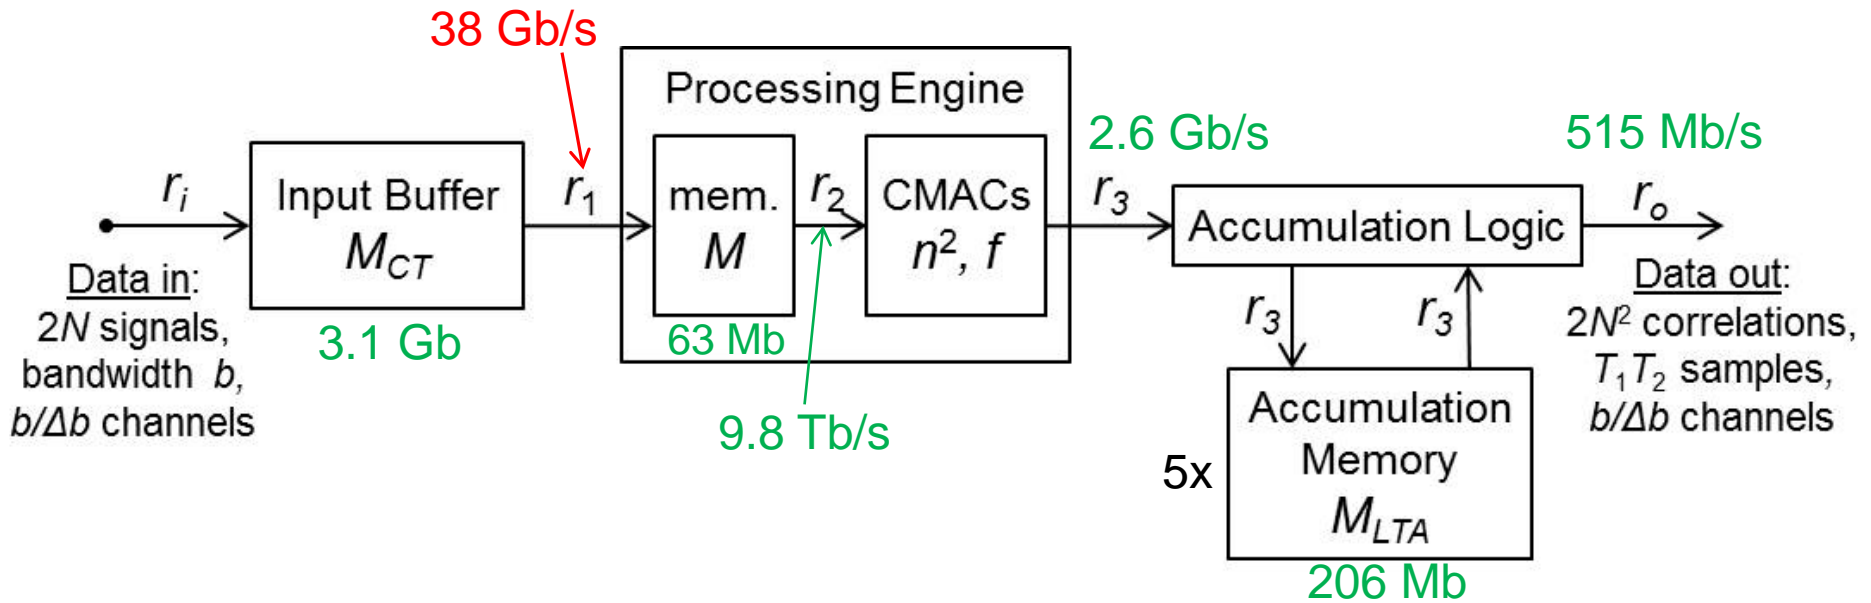 38 Gb/s
Processing Engine
2.6 Gb/s
515 Mb/s
r_i
Input Buffer
M_CT
r_1
mem.
M
r_2
CMACs
n², f
r_3
Accumulation Logic
r_o
Data in:
2N signals,
bandwidth b,
b/Δb channels
3.1 Gb
63 Mb
9.8 Tb/s
r_3
r_3
Data out:
2N² correlations,
T₁T₂ samples,
b/Δb channels
5x
Accumulation
Memory
M_LTA
206 Mb